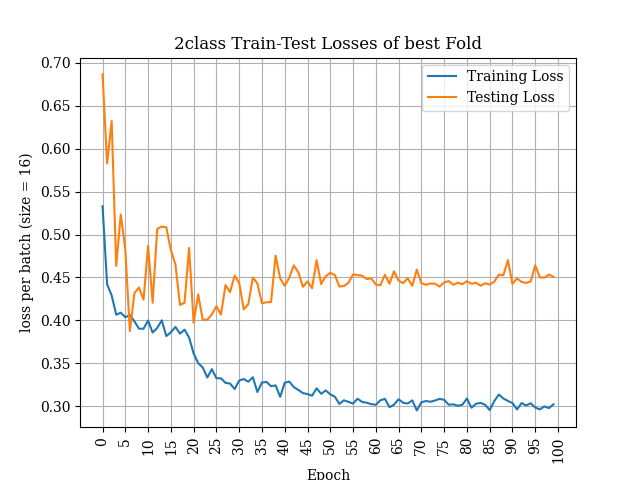 2class Train-Test Losses of best Fold
Training Loss
Testing Loss
loss per batch (size = 16)
0.70
0.65
0.60
0.55
0.50
0.45
0.40
0.35
0.30
0 5 10 15 20 25 30 35 40 45 50 55 60 65 70 75 80 85 90 95 100
Epoch